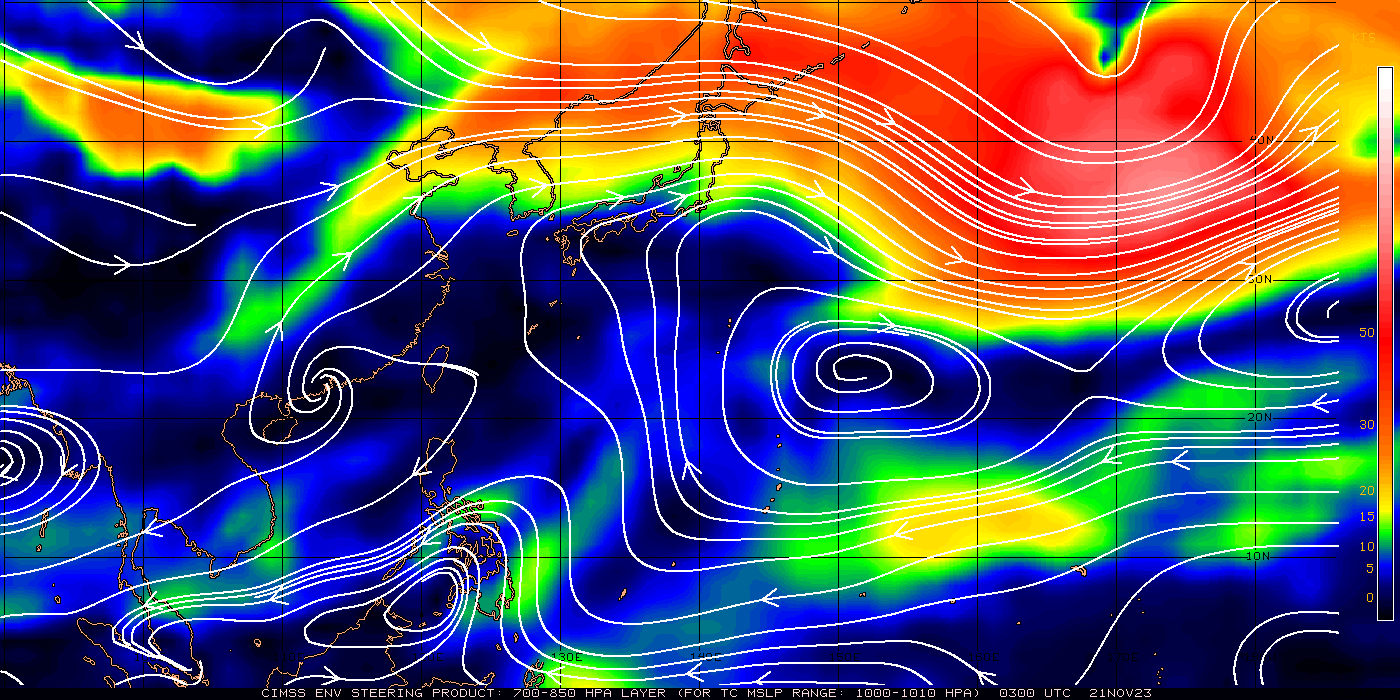 KTS
40N
50
30N
20N
30
20
15
10N
10
5
0
130E
CIMSS ENV STEERING PRODUCT: 700-850 HPA LAYER (FOR TC MSLP RANGE: 1000-1010 HPA) 0300 UTC 21NOV23